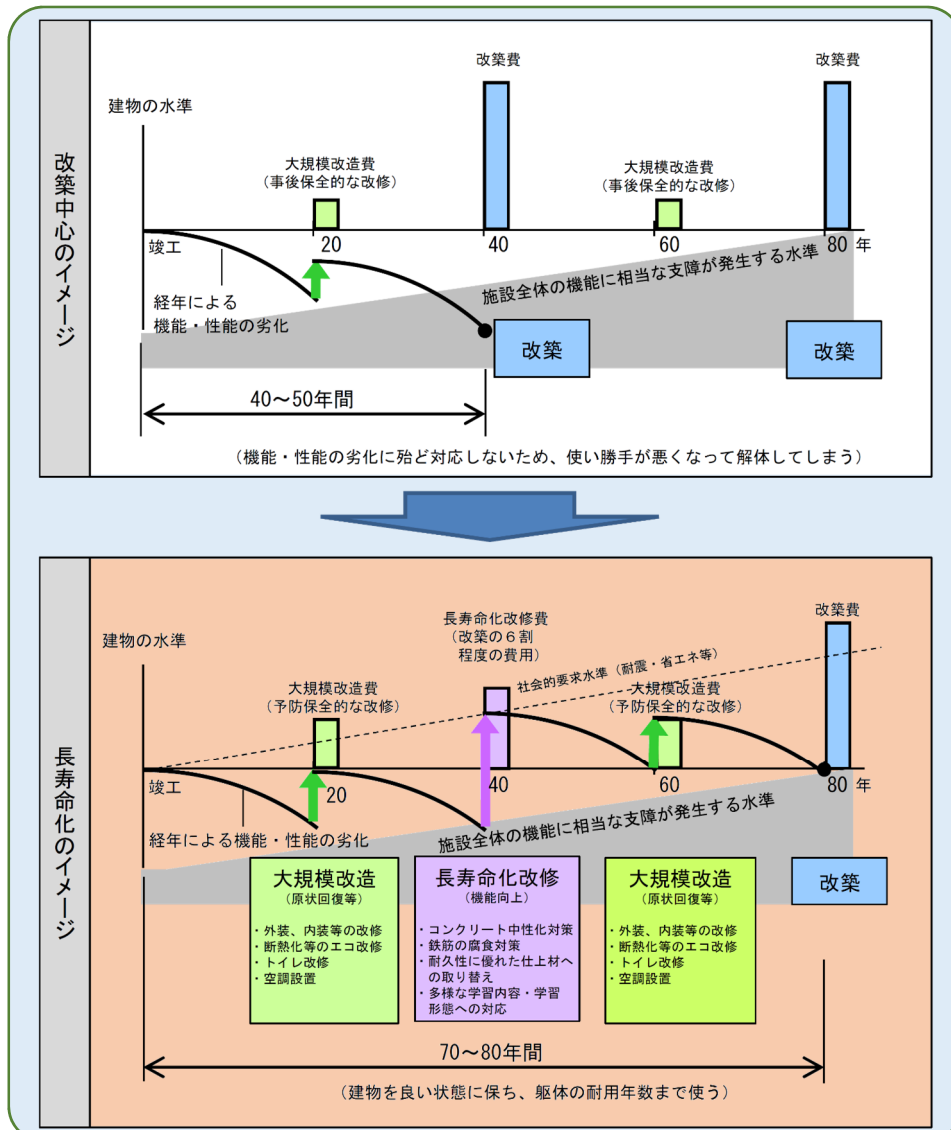 改築中心のイメージ
改築費
改築費
建物の水準
大規模改造費
(事後保全的な改修)
大規模改造費
(事後保全的な改修)
竣工
20
40
60
80 年
施設全体の機能に相当な支障が発生する水準
経年による
機能・性能の劣化
改築
改築
40～50年間
(機能・性能の劣化に殆ど対応しないため、使い勝手が悪くなって解体してしまう)
長寿命化のイメージ
改築費
長寿命化改修費
(改築の6割
程度の費用)
建物の水準
社会的要求水準(耐震・省エネ等)
大規模改造費
(予防保全的な改修)
大規模改造費
(予防保全的な改修)
竣工
20
40
60
80 年
経年による機能・性能の劣化
施設全体の機能に相当な支障が発生する水準
大規模改造
(原状回復等)
・外装、内装等の改修
・断熱化等のエコ改修
・トイレ改修
・空調設置
長寿命化改修
(機能向上)
・コンクリート中性化対策
・鉄筋の腐食対策
・耐久性に優れた仕上材へ
の取り替え
・多様な学習内容・学習
形態への対応
大規模改造
(原状回復等)
・外装、内装等の改修
・断熱化等のエコ改修
・トイレ改修
・空調設置
改築
70～80年間
(建物を良い状態に保ち、躯体の耐用年数まで使う)